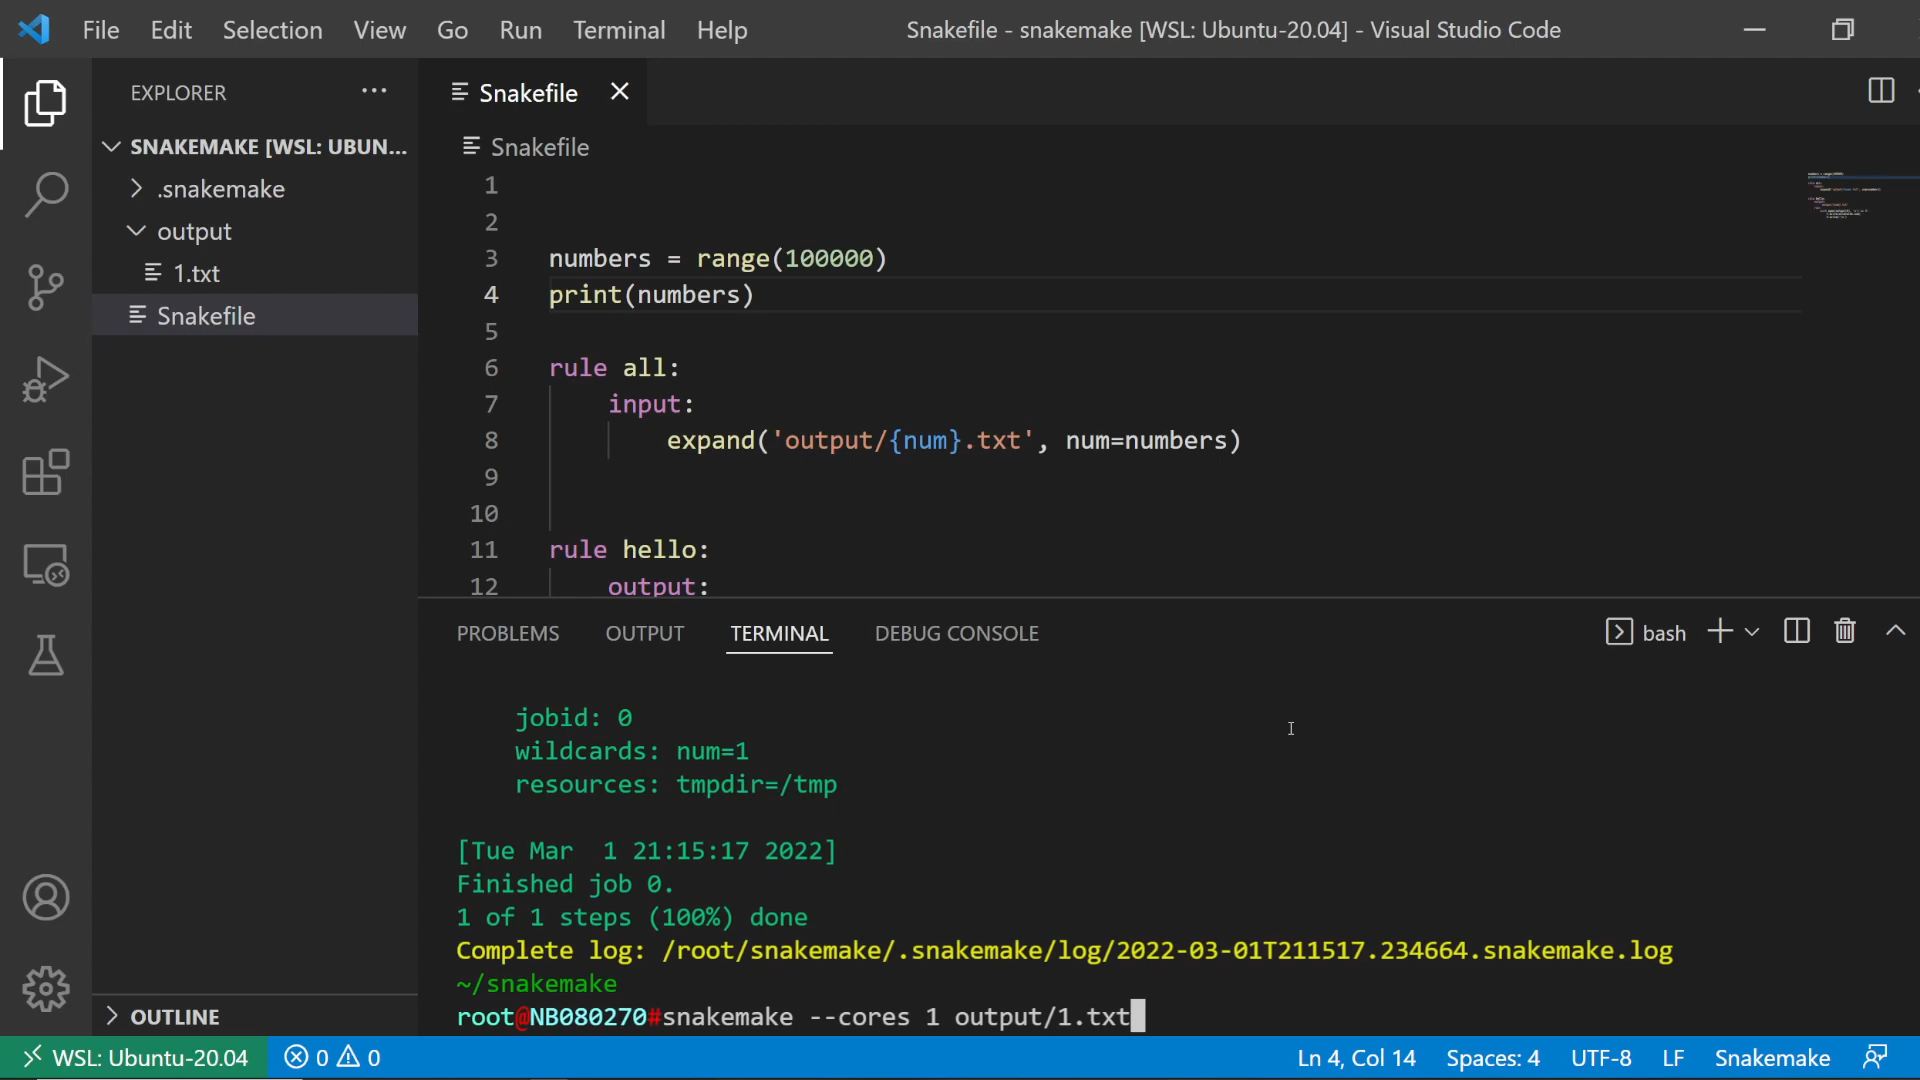 File Edit Selection View Go Run Terminal Help Snakefile - snakemake [WSL: Ubuntu-20.04] - Visual Studio Code
EXPLORER ···
SNAKEMAKE [WSL: UBUN...
.snakemake
output
1.txt
Snakefile
OUTLINE
Snakefile
Snakefile
1
2
3 numbers = range(100000)
4 print(numbers)
5
6 rule all:
7 input:
8 expand('output/{num}.txt', num=numbers)
9
10
11 rule hello:
12 output:
PROBLEMS OUTPUT TERMINAL DEBUG CONSOLE bash
jobid: 0
wildcards: num=1
resources: tmpdir=/tmp
[Tue Mar  1 21:15:17 2022]
Finished job 0.
1 of 1 steps (100%) done
Complete log: /root/snakemake/.snakemake/log/2022-03-01T211517.234664.snakemake.log
~/snakemake
root@NB080270#snakemake --cores 1 output/1.txt
WSL: Ubuntu-20.04 0 0 Ln 4, Col 14 Spaces: 4 UTF-8 LF Snakemake